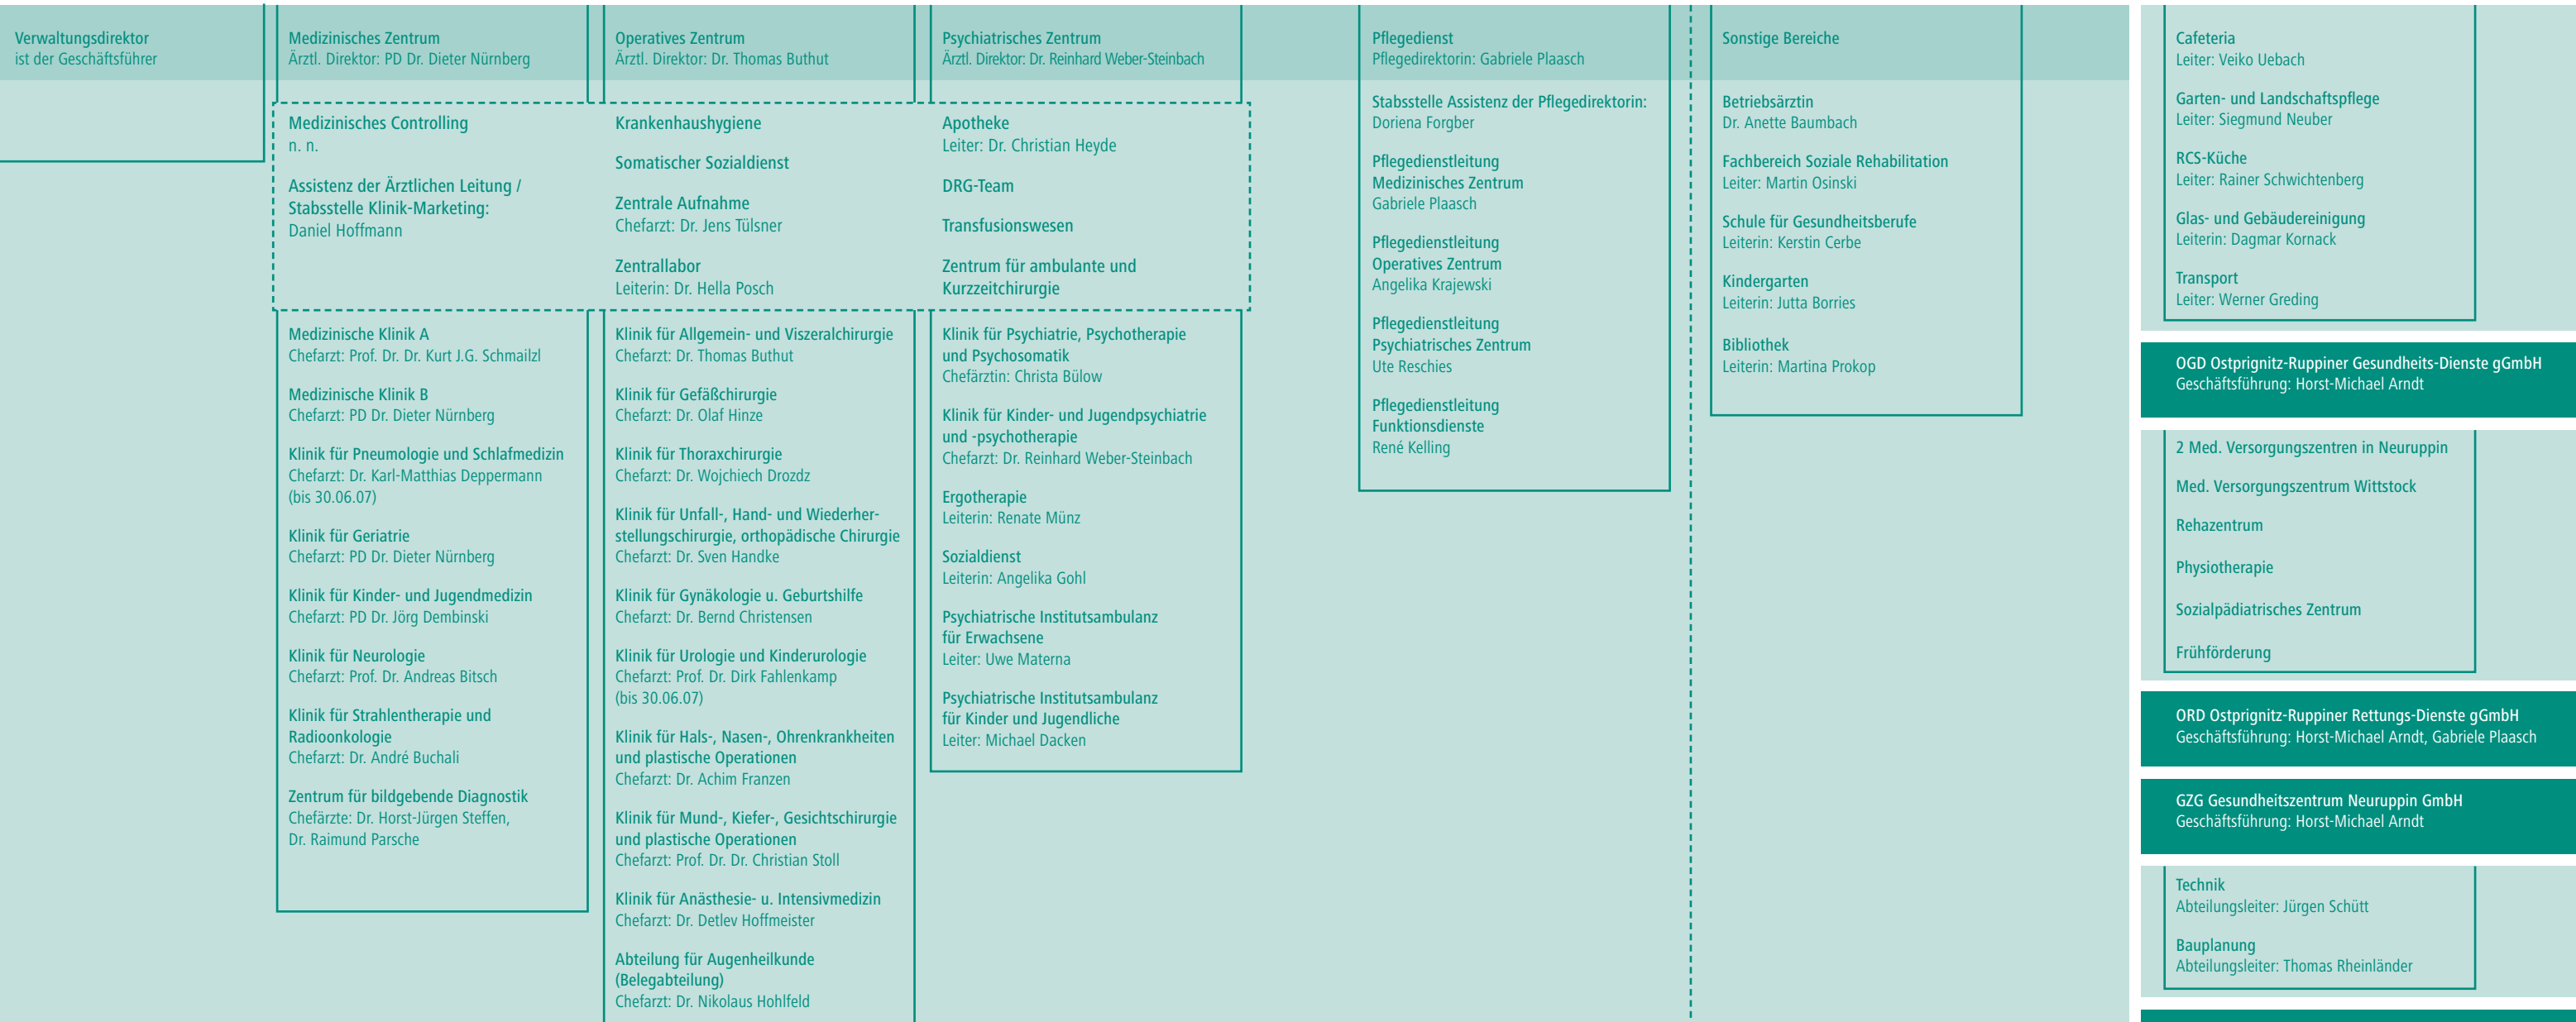 Verwaltungsdirektor
ist der Geschäftsführer
Medizinisches Zentrum
Ärztl. Direktor: PD Dr. Dieter Nürnberg
Operatives Zentrum
Ärztl. Direktor: Dr. Thomas Buthut
Psychiatrisches Zentrum
Ärztl. Direktor: Dr. Reinhard Weber-Steinbach
Medizinisches Controlling
n. n.
Assistenz der Ärztlichen Leitung /
Stabsstelle Klinik-Marketing:
Daniel Hoffmann
Krankenhaushygiene
Somatischer Sozialdienst
Zentrale Aufnahme
Chefarzt: Dr. Jens Tülsner
Zentrallabor
Leiterin: Dr. Hella Posch
Apotheke
Leiter: Dr. Christian Heyde
DRG-Team
Transfusionswesen
Zentrum für ambulante und
Kurzzeitchirurgie
Medizinische Klinik A
Chefarzt: Prof. Dr. Dr. Kurt J.G. Schmailzl
Medizinische Klinik B
Chefarzt: PD Dr. Dieter Nürnberg
Klinik für Pneumologie und Schlafmedizin
Chefarzt: Dr. Karl-Matthias Deppermann
(bis 30.06.07)
Klinik für Geriatrie
Chefarzt: PD Dr. Dieter Nürnberg
Klinik für Kinder- und Jugendmedizin
Chefarzt: PD Dr. Jörg Dembinski
Klinik für Neurologie
Chefarzt: Prof. Dr. Andreas Bitsch
Klinik für Strahlentherapie und
Radioonkologie
Chefarzt: Dr. André Buchali
Zentrum für bildgebende Diagnostik
Chefärzte: Dr. Horst-Jürgen Steffen,
Dr. Raimund Parsche
Klinik für Allgemein- und Viszeralchirurgie
Chefarzt: Dr. Thomas Buthut
Klinik für Gefäßchirurgie
Chefarzt: Dr. Olaf Hinze
Klinik für Thoraxchirurgie
Chefarzt: Dr. Wojchiech Drozdz
Klinik für Unfall-, Hand- und Wiederher-
stellungschirurgie, orthopädische Chirurgie
Chefarzt: Dr. Sven Handke
Klinik für Gynäkologie u. Geburtshilfe
Chefarzt: Dr. Bernd Christensen
Klinik für Urologie und Kinderurologie
Chefarzt: Prof. Dr. Dirk Fahlenkamp
(bis 30.06.07)
Klinik für Hals-, Nasen-, Ohrenkrankheiten
und plastische Operationen
Chefarzt: Dr. Achim Franzen
Klinik für Mund-, Kiefer-, Gesichtschirurgie
und plastische Operationen
Chefarzt: Prof. Dr. Dr. Christian Stoll
Klinik für Anästhesie- u. Intensivmedizin
Chefarzt: Dr. Detlev Hoffmeister
Abteilung für Augenheilkunde
(Belegabteilung)
Chefarzt: Dr. Nikolaus Hohlfeld
Klinik für Psychiatrie, Psychotherapie
und Psychosomatik
Chefärztin: Christa Bülow
Klinik für Kinder- und Jugendpsychiatrie
und -psychotherapie
Chefarzt: Dr. Reinhard Weber-Steinbach
Ergotherapie
Leiterin: Renate Münz
Sozialdienst
Leiterin: Angelika Gohl
Psychiatrische Institutsambulanz
für Erwachsene
Leiter: Uwe Materna
Psychiatrische Institutsambulanz
für Kinder und Jugendliche
Leiter: Michael Dacken
Pflegedienst
Pflegedirektorin: Gabriele Plaasch
Stabsstelle Assistenz der Pflegedirektorin:
Doriena Forgber
Pflegedienstleitung
Medizinisches Zentrum
Gabriele Plaasch
Pflegedienstleitung
Operatives Zentrum
Angelika Krajewski
Pflegedienstleitung
Psychiatrisches Zentrum
Ute Reschies
Pflegedienstleitung
Funktionsdienste
René Kelling
Sonstige Bereiche
Betriebsärztin
Dr. Anette Baumbach
Fachbereich Soziale Rehabilitation
Leiter: Martin Osinski
Schule für Gesundheitsberufe
Leiterin: Kerstin Cerbe
Kindergarten
Leiterin: Jutta Borries
Bibliothek
Leiterin: Martina Prokop
Cafeteria
Leiter: Veiko Uebach
Garten- und Landschaftspflege
Leiter: Siegmund Neuber
RCS-Küche
Leiter: Rainer Schwichtenberg
Glas- und Gebäudereinigung
Leiterin: Dagmar Kornack
Transport
Leiter: Werner Greding
OGD Ostprignitz-Ruppiner Gesundheits-Dienste gGmbH
Geschäftsführung: Horst-Michael Arndt
2 Med. Versorgungszentren in Neuruppin
Med. Versorgungszentrum Wittstock
Rehazentrum
Physiotherapie
Sozialpädiatrisches Zentrum
Frühförderung
ORD Ostprignitz-Ruppiner Rettungs-Dienste gGmbH
Geschäftsführung: Horst-Michael Arndt, Gabriele Plaasch
GZG Gesundheitszentrum Neuruppin GmbH
Geschäftsführung: Horst-Michael Arndt
Technik
Abteilungsleiter: Jürgen Schütt
Bauplanung
Abteilungsleiter: Thomas Rheinländer